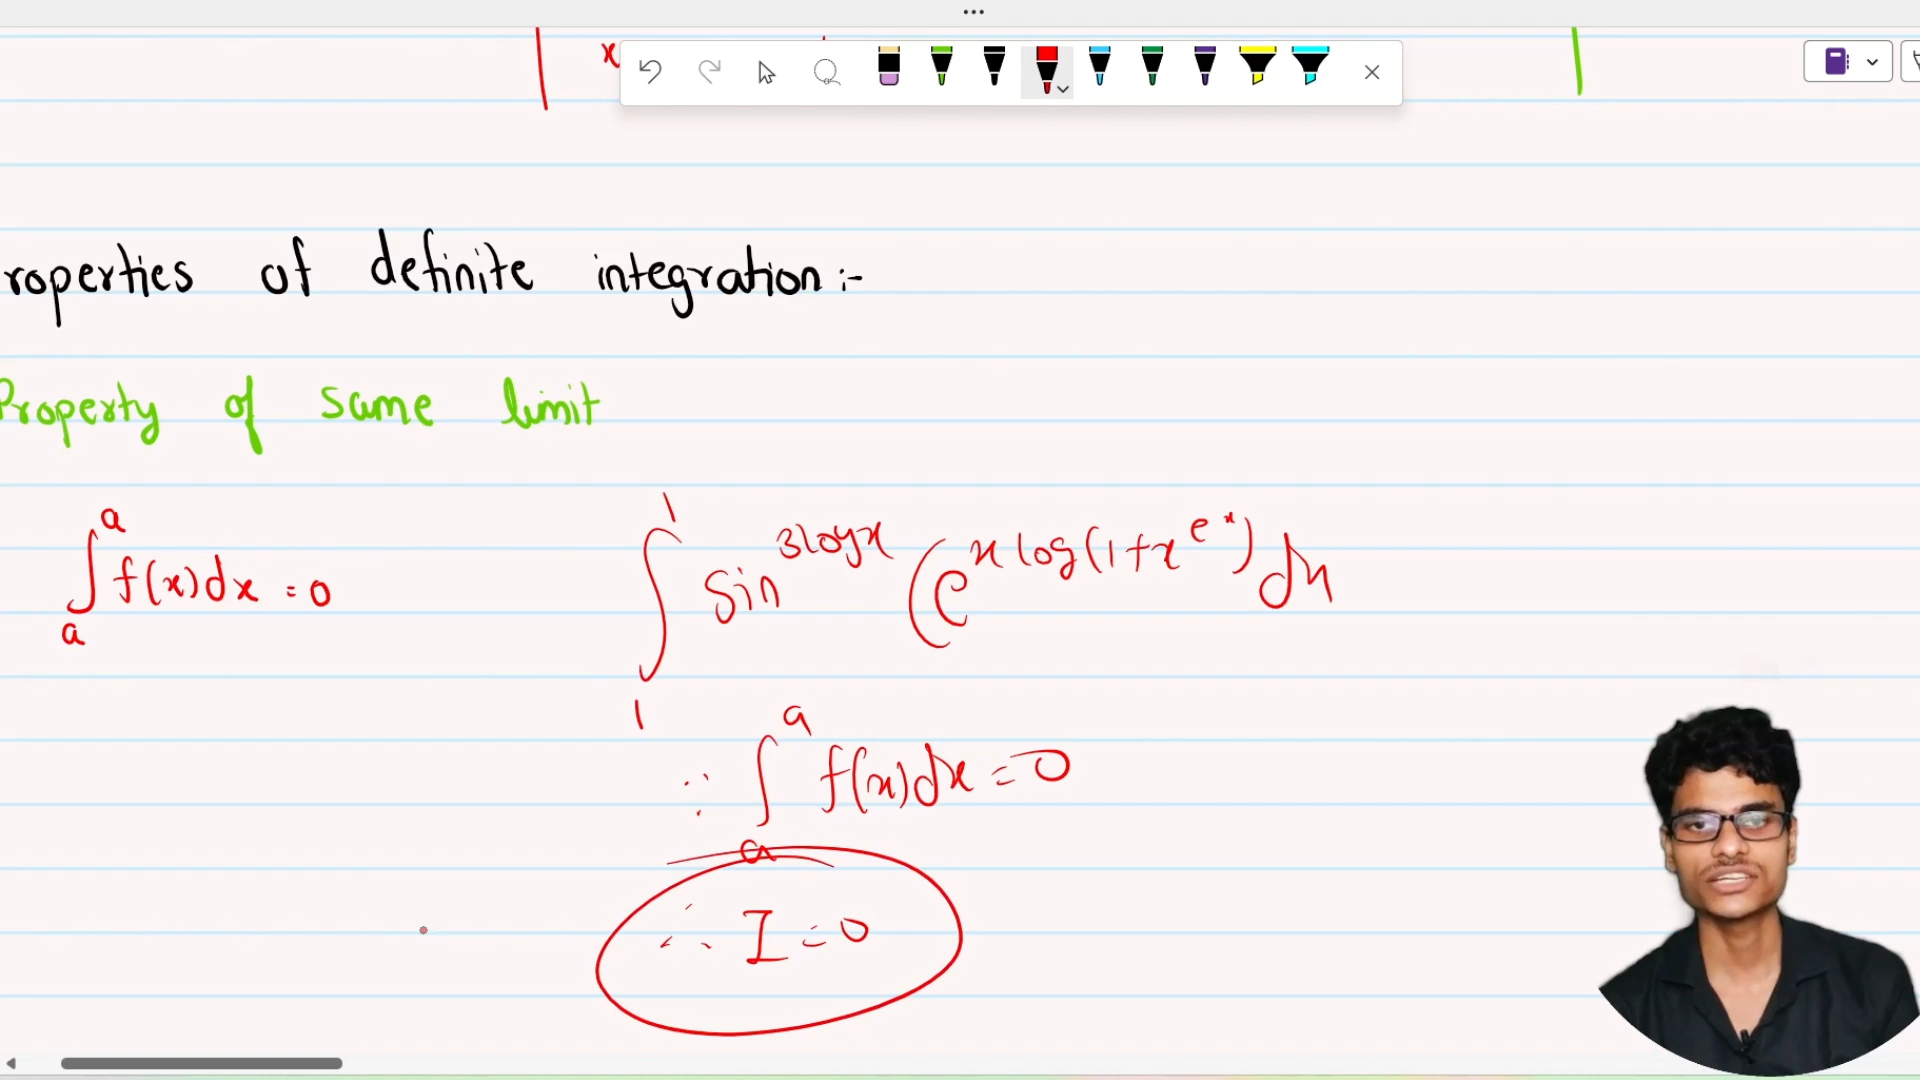 x
roperties of definite integration :-
Property of same limit
∫ₐᵃ f(x) dx = 0
∫₁¹ Sin^{3logx} (e^{x log(1+x^{e^x})} dx
∵ ∫ₐᵃ f(x) dx = 0
∴ I = 0